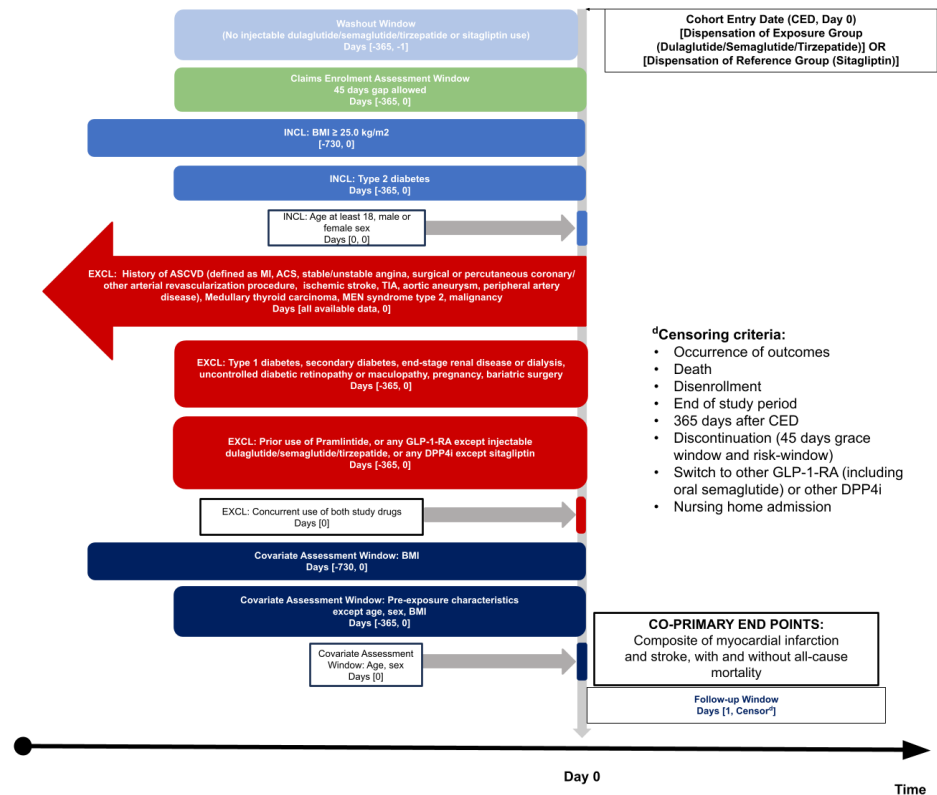 Washout Window
(No injectable dulaglutide/semaglutide/tirzepatide or sitagliptin use)
Days [-365, -1]
Cohort Entry Date (CED, Day 0)
[Dispensation of Exposure Group
(Dulaglutide/Semaglutide/Tirzepatide)] OR
[Dispensation of Reference Group (Sitagliptin)]
Claims Enrolment Assessment Window
45 days gap allowed
Days [-365, 0]
INCL: BMI ≥ 25.0 kg/m2
[-730, 0]
INCL: Type 2 diabetes
Days [-365, 0]
INCL: Age at least 18, male or
female sex
Days [0, 0]
EXCL:  History of ASCVD (defined as MI, ACS, stable/unstable angina, surgical or percutaneous coronary/
other arterial revascularization procedure,  ischemic stroke, TIA, aortic aneurysm, peripheral artery
disease), Medullary thyroid carcinoma, MEN syndrome type 2, malignancy
Days [all available data, 0]
EXCL: Type 1 diabetes, secondary diabetes, end-stage renal disease or dialysis,
uncontrolled diabetic retinopathy or maculopathy, pregnancy, bariatric surgery
Days [-365, 0]
EXCL: Prior use of Pramlintide, or any GLP-1-RA except injectable
dulaglutide/semaglutide/tirzepatide, or any DPP4i except sitagliptin
Days [-365, 0]
EXCL: Concurrent use of both study drugs
Days [0]
Covariate Assessment Window: BMI
Days [-730, 0]
Covariate Assessment Window: Pre-exposure characteristics
except age, sex, BMI
Days [-365, 0]
Covariate Assessment
Window: Age, sex
Days [0]
dCensoring criteria:
• Occurrence of outcomes
• Death
• Disenrollment
• End of study period
• 365 days after CED
• Discontinuation (45 days grace
window and risk-window)
• Switch to other GLP-1-RA (including
oral semaglutide) or other DPP4i
• Nursing home admission
CO-PRIMARY END POINTS:
Composite of myocardial infarction
and stroke, with and without all-cause
mortality
Follow-up Window
Days [1, Censord]
Day 0
Time